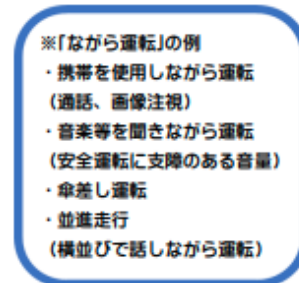 ※｢ながら運転｣の例
・携帯を使用しながら運転
（通話、画像注視）
・音楽等を聞きながら運転
（安全運転に支障のある音量）
・傘差し運転
・並進走行
（横並びで話しながら運転）